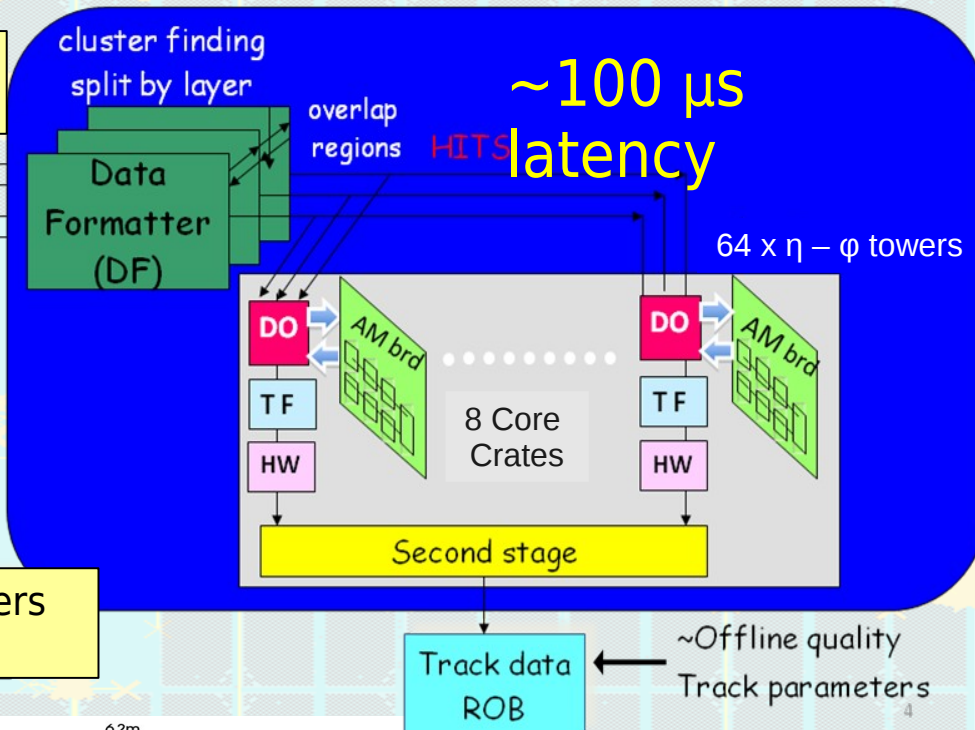 cluster finding
split by layer
~100 μs
latency
overlap
regions
HITS
Data
Formatter
(DF)
64 x η – φ towers
DO
AM brd
DO
AM brd
TF
8 Core
Crates
TF
HW
HW
Second stage
ers
Track data
ROB
~Offline quality
Track parameters
4